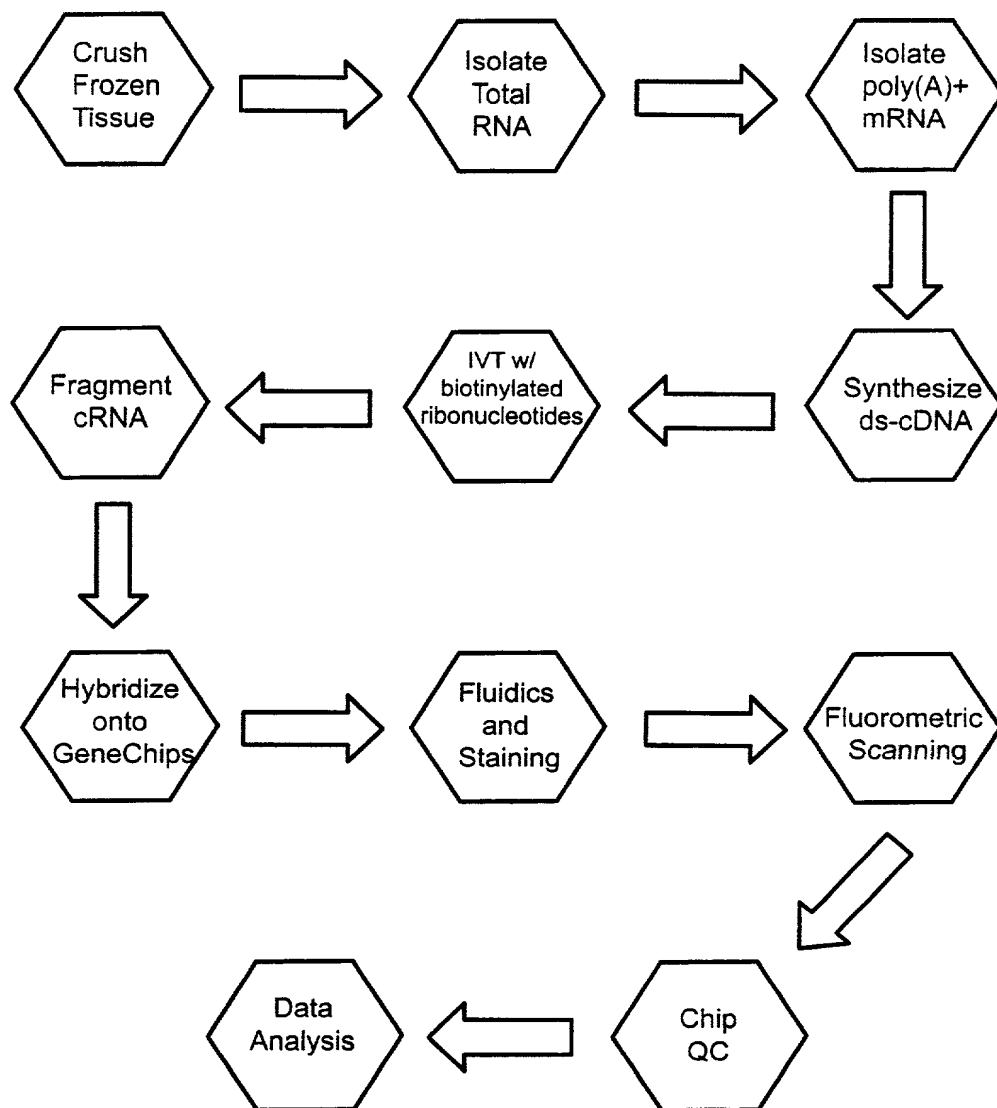 Crush
Frozen
Tissue
Isolate
Total
RNA
Isolate
poly(A)+
mRNA
Synthesize
ds-cDNA
IVT w/
biotinylated
ribonucleotides
Fragment
cRNA
Hybridize
onto
GeneChips
Fluidics
and
Staining
Fluorometric
Scanning
Chip
QC
Data
Analysis